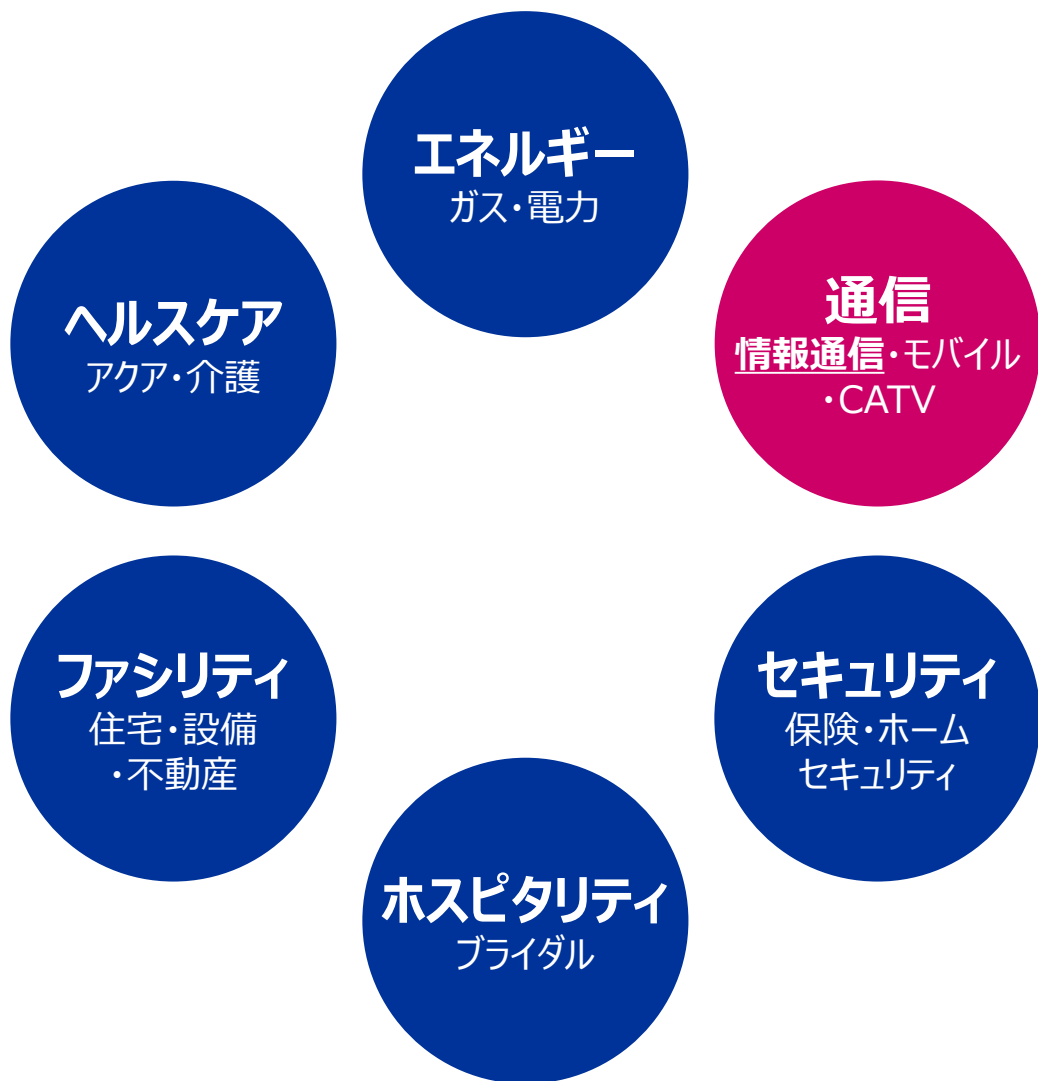 エネルギー
ガス・電力
ヘルスケア
アクア・介護
通信
情報通信・モバイル
・CATV
ファシリティ
住宅・設備
・不動産
セキュリティ
保険・ホーム
セキュリティ
ホスピタリティ
ブライダル